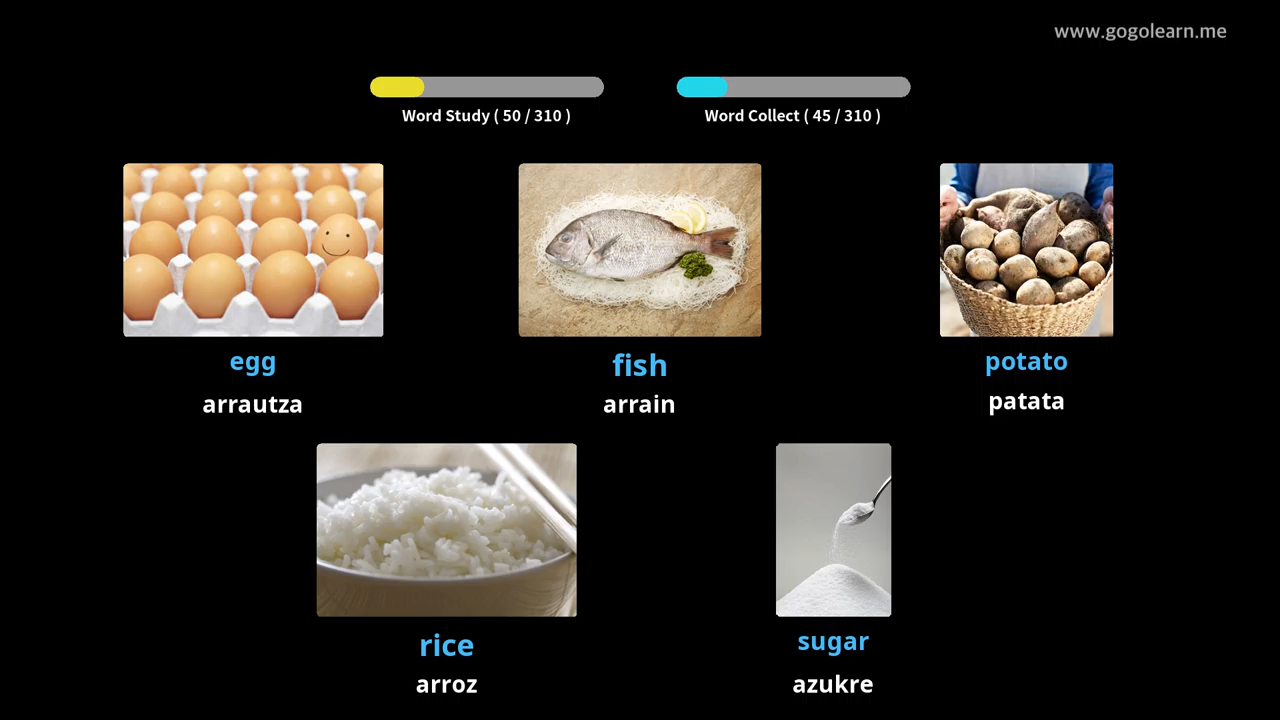 www.gogolearn.me
Word Study ( 50 / 310 )
Word Collect ( 45 / 310 )
egg
arrautza
fish
arrain
potato
patata
rice
arroz
sugar
azukre